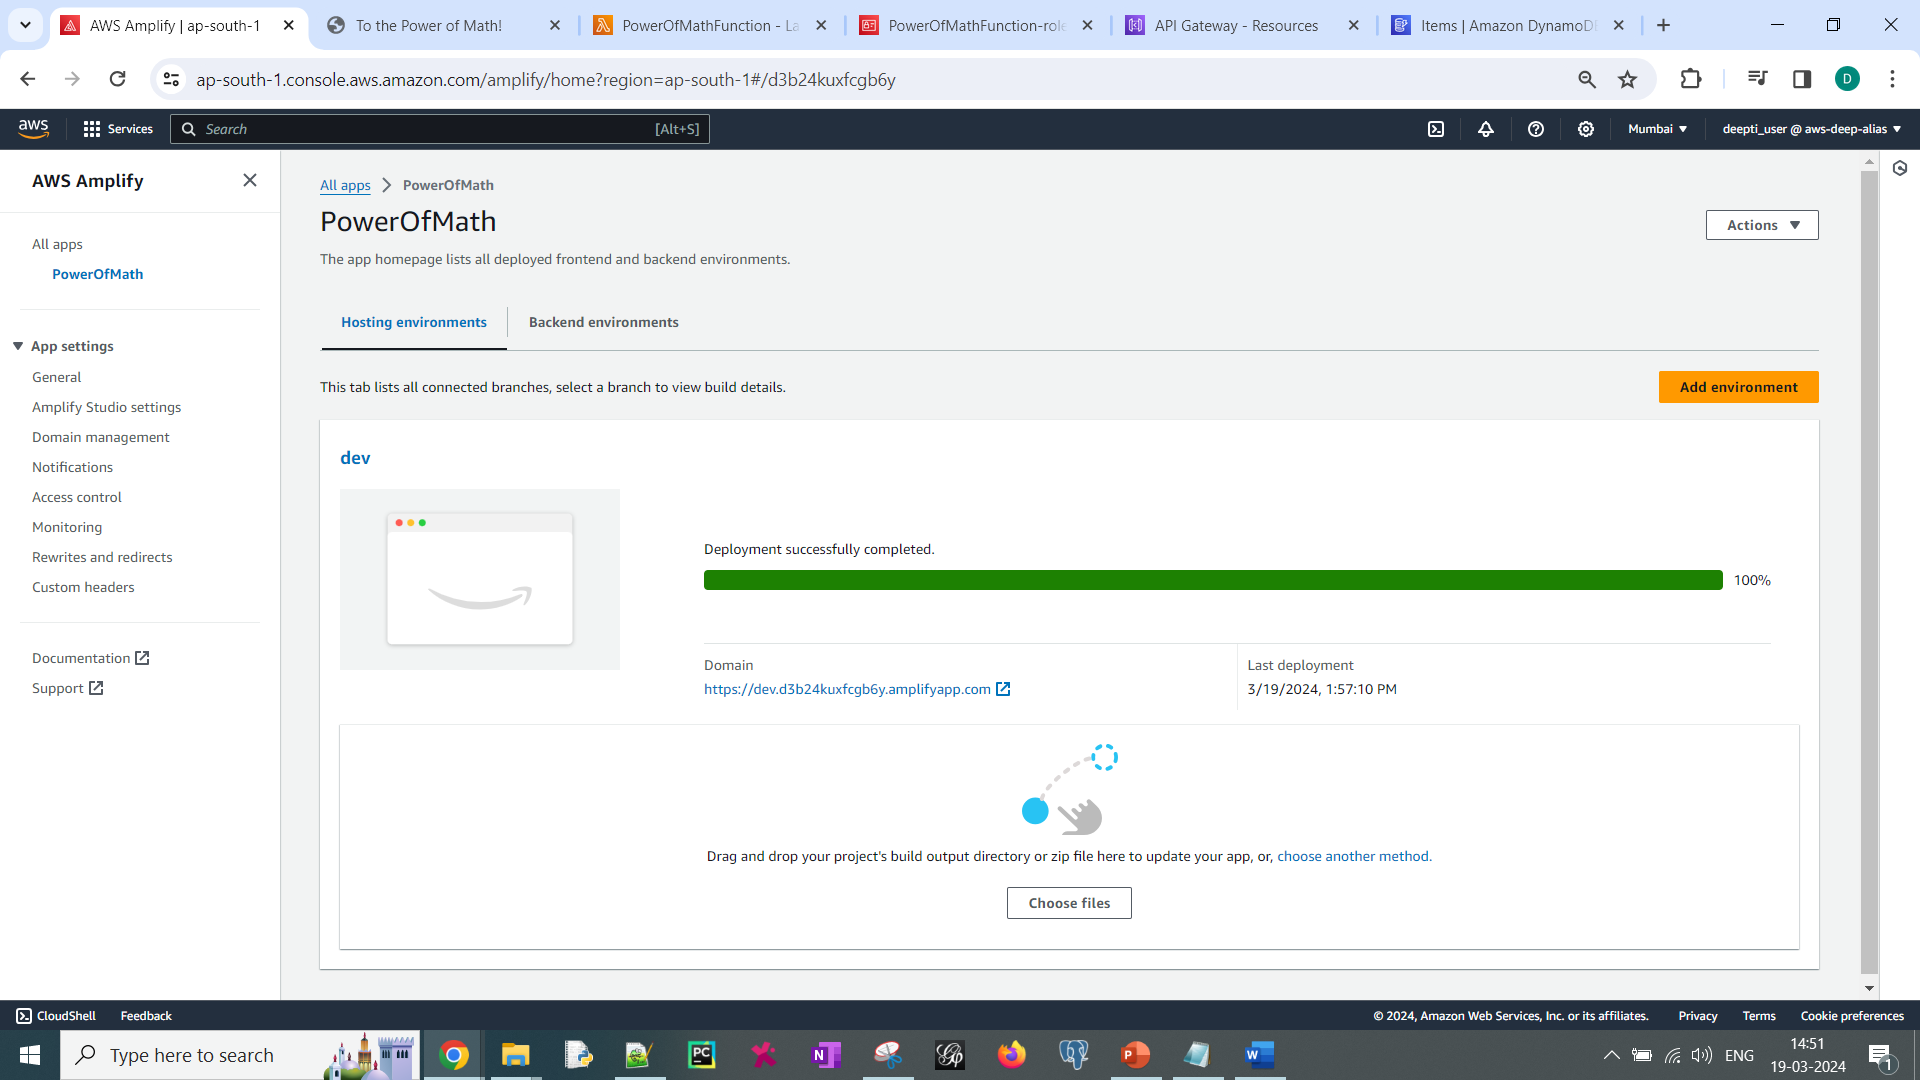 AWS Amplify | ap-south-1
To the Power of Math!
PowerOfMathFunction - La
PowerOfMathFunction-role
API Gateway - Resources
Items | Amazon DynamoDB
ap-south-1.console.aws.amazon.com/amplify/home?region=ap-south-1#/d3b24kuxfcgb6y
D
aws
Services
Search
[Alt+S]
Mumbai
deepti_user @ aws-deep-alias
AWS Amplify
All apps
PowerOfMath
App settings
General
Amplify Studio settings
Domain management
Notifications
Access control
Monitoring
Rewrites and redirects
Custom headers
Documentation
Support
All apps
PowerOfMath
PowerOfMath
Actions
The app homepage lists all deployed frontend and backend environments.
Hosting environments
Backend environments
This tab lists all connected branches, select a branch to view build details.
Add environment
dev
Deployment successfully completed.
100%
Domain
https://dev.d3b24kuxfcgb6y.amplifyapp.com
Last deployment
3/19/2024, 1:57:10 PM
Drag and drop your project's build output directory or zip file here to update your app, or, choose another method.
Choose files
CloudShell
Feedback
© 2024, Amazon Web Services, Inc. or its affiliates.
Privacy
Terms
Cookie preferences
Type here to search
PC
N
P
W
ENG
14:51
19-03-2024
1